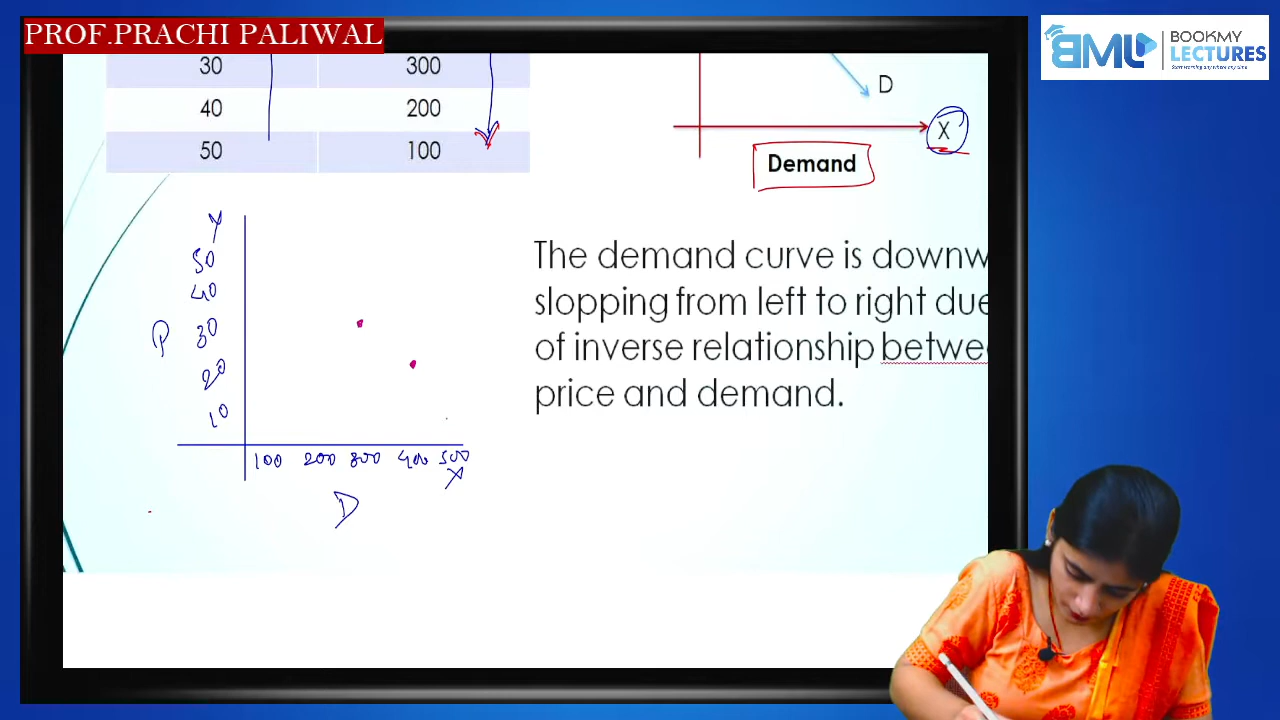 PROF.PRACHI PALIWAL
BML
BOOKMY
LECTURES
30 300
40 200
50 100
D
X
Demand
Y
50
40
P 30
20
10
100 200 300 400 500
X
D
The demand curve is downw
slopping from left to right due
of inverse relationship betwe
price and demand.